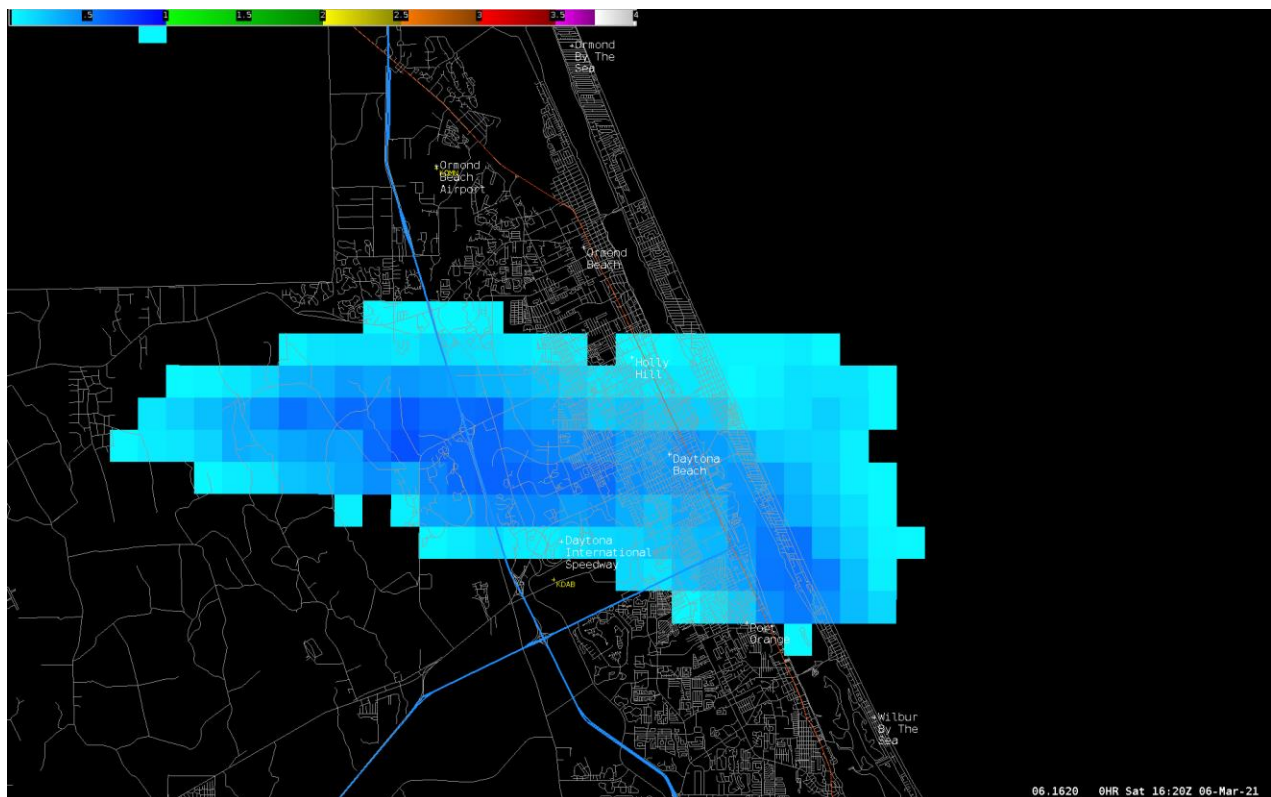 .5 1 1.5 2 2.5 3 3.5 4
Ormond
By The
Sea
Ormond
KOMN
Beach
Airport
Ormond
Beach
Holly
Hill
Daytona
Beach
Daytona
International
Speedway
KDAB
Port
Orange
Wilbur
By The
Sea
06.1620 0HR Sat 16:20Z 06-Mar-21